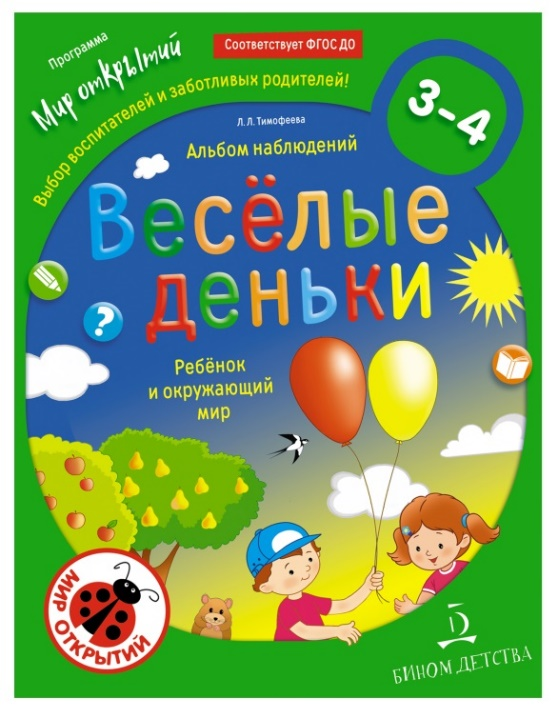 Программа
Мир открытий
Выбор воспитателей и заботливых родителей!
Соответствует ФГОС ДО
3-4
Л. Л. Тимофеева
Альбом наблюдений
Весёлые
деньки
?
Ребёнок
и окружающий
мир
МИР ОТКРЫТИЙ
БИНОМ ДЕТСТВА